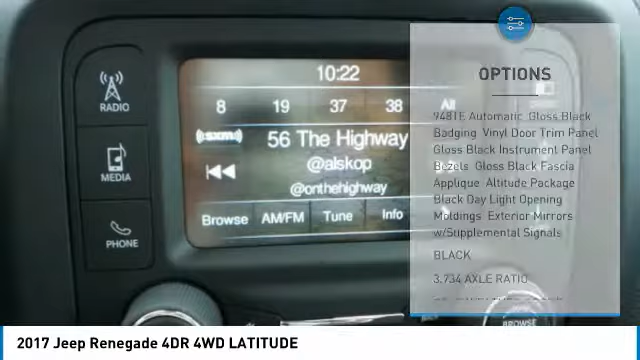 RADIO
MEDIA
PHONE
10:22
8 19 37 38 All
((sxm)) 56 The Highway
@alskop
@onthehighway
Browse AM/FM Tune Info
BROWSE
OPTIONS
948TE Automatic Gloss Black
Badging Vinyl Door Trim Panel
Gloss Black Instrument Panel
Bezels Gloss Black Fascia
Applique Altitude Package
Black Day Light Opening
Moldings Exterior Mirrors
w/Supplemental Signals
BLACK
3.734 AXLE RATIO
2017 Jeep Renegade 4DR 4WD LATITUDE